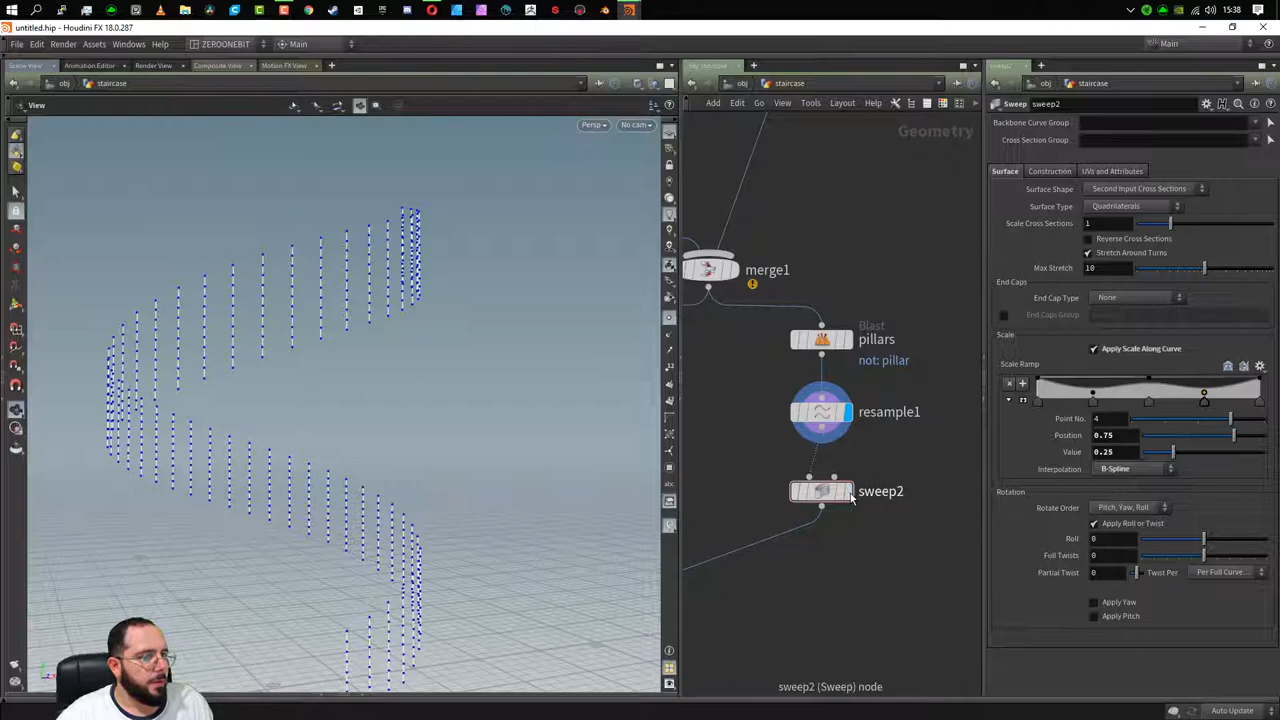 15:38
untitled.hip - Houdini FX 18.0.287
File Edit Render Assets Windows Help ZEROONEBIT Main
Main
Scene View Animation Editor Render View Composite View Motion FX View
obj staircase
View
Persp No cam
abc
obj staircase
Add Edit Go View Tools Layout Help
Geometry
merge1
Blast
pillars
not: pillar
resample1
sweep2
sweep2 (Sweep) node
sweep2
obj staircase
Sweep sweep2
Backbone Curve Group
Cross Section Group
Surface Construction UVs and Attributes
Surface Shape Second Input Cross Sections
Surface Type Quadrilaterals
Scale Cross Sections 1
Reverse Cross Sections
Stretch Around Turns
Max Stretch 10
End Caps
End Cap Type None
End Caps Group
Scale
Apply Scale Along Curve
Scale Ramp
Point No. 4
Position 0.75
Value 0.25
Interpolation B-Spline
Rotation
Rotate Order Pitch, Yaw, Roll
Apply Roll or Twist
Roll 0
Full Twists 0
Partial Twist 0 Twist Per Per Full Curve...
Apply Yaw
Apply Pitch
Auto Update